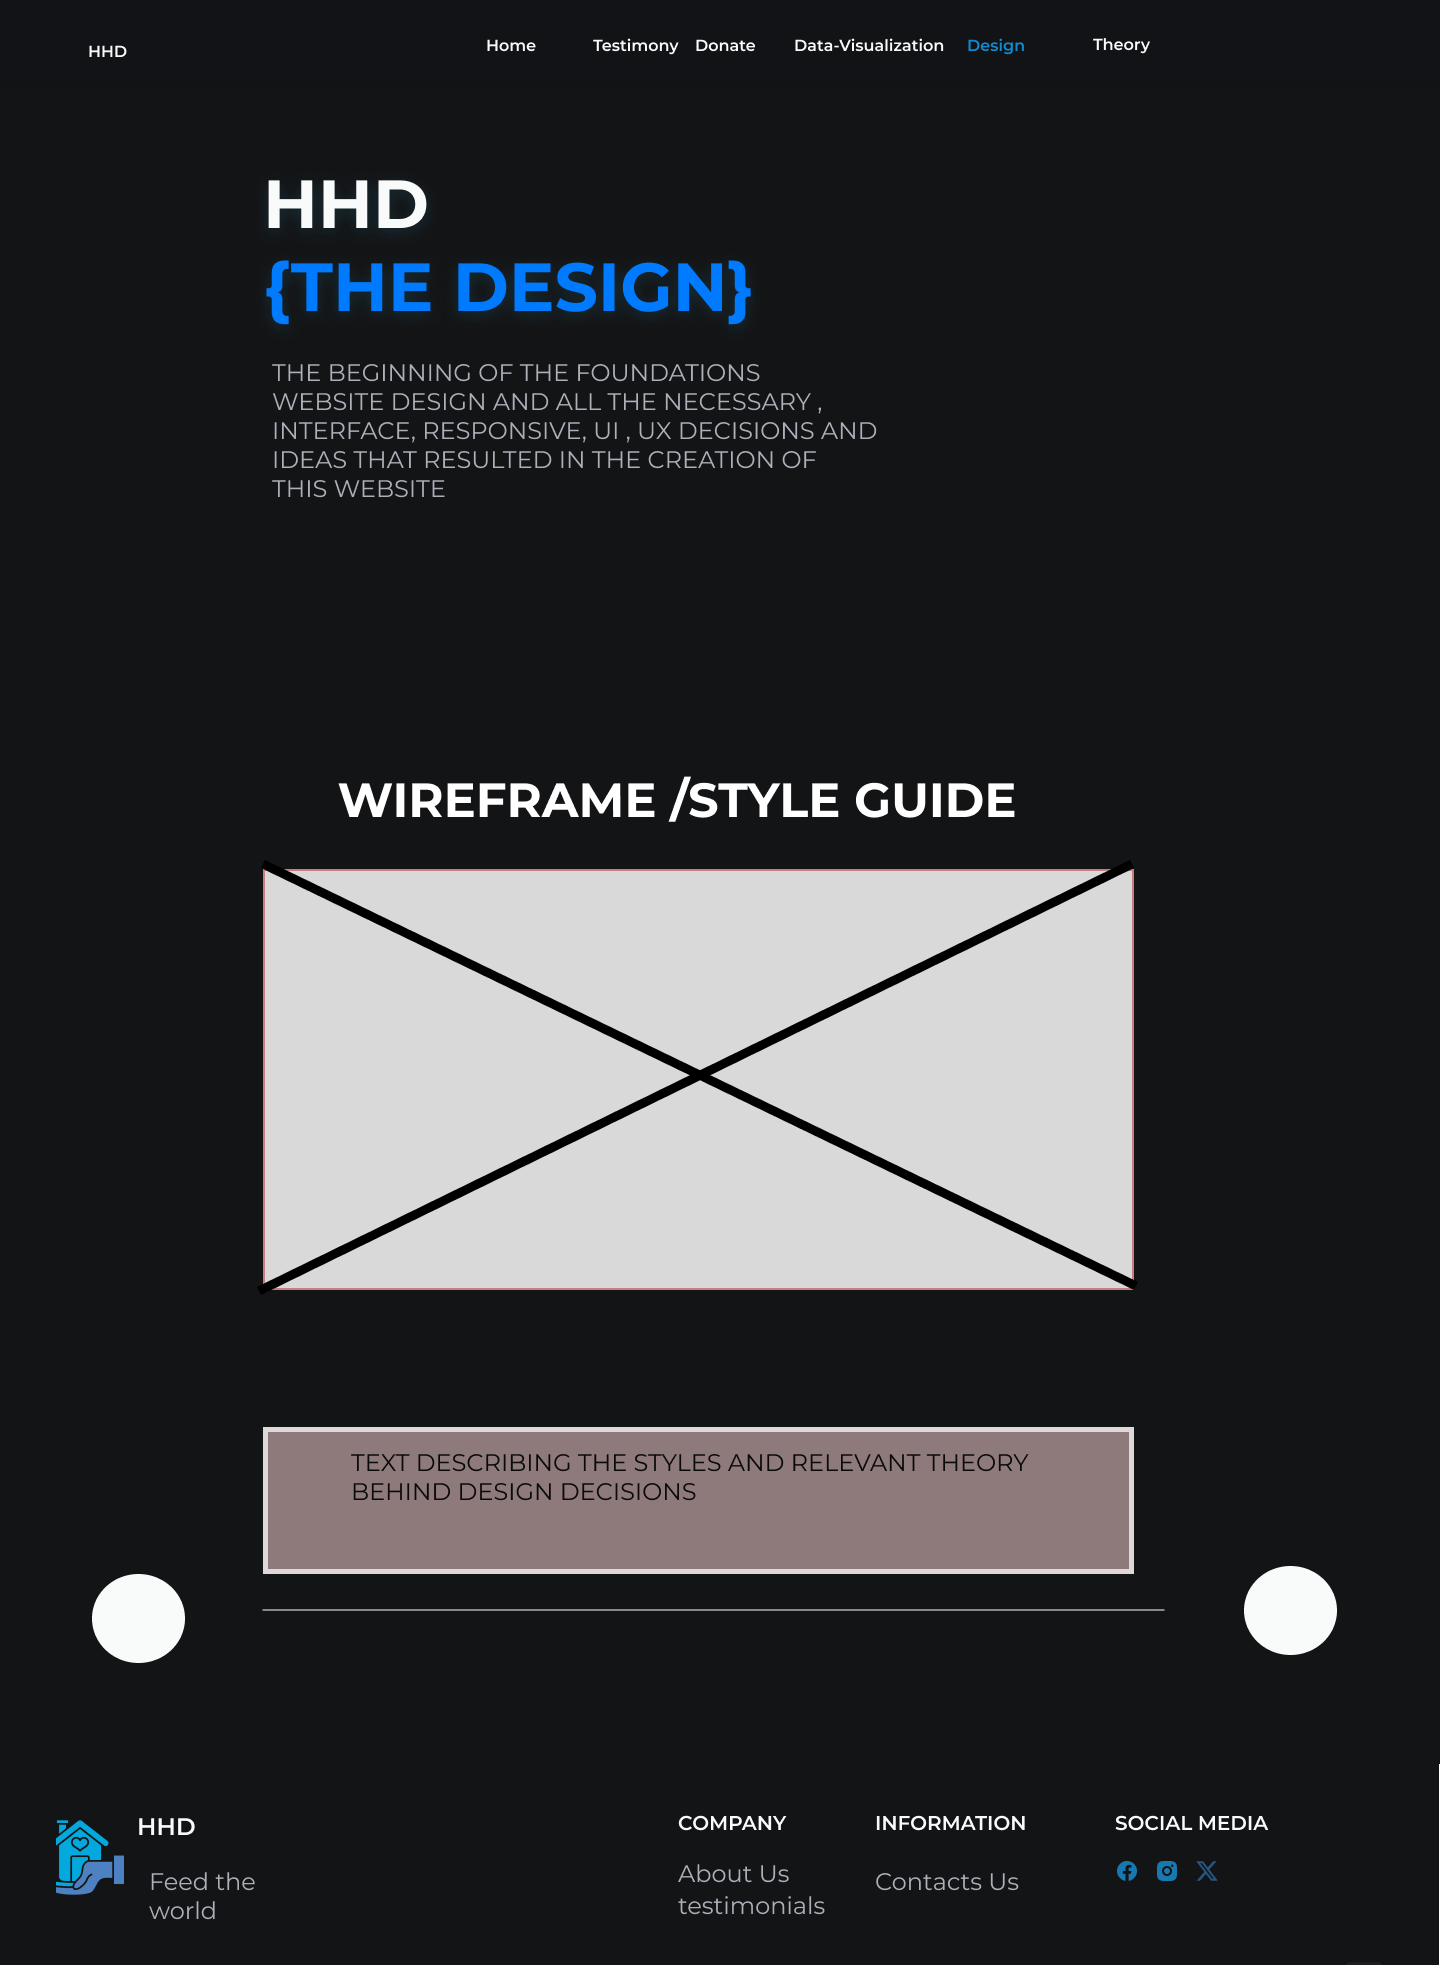 HHD
Home Testimony Donate Data-Visualization Design Theory
HHD
{THE DESIGN}
THE BEGINNING OF THE FOUNDATIONS
WEBSITE DESIGN AND ALL THE NECESSARY ,
INTERFACE, RESPONSIVE, UI , UX DECISIONS AND
IDEAS THAT RESULTED IN THE CREATION OF
THIS WEBSITE
WIREFRAME /STYLE GUIDE
TEXT DESCRIBING THE STYLES AND RELEVANT THEORY
BEHIND DESIGN DECISIONS
HHD
Feed the
world
COMPANY
About Us
testimonials
INFORMATION
Contacts Us
SOCIAL MEDIA